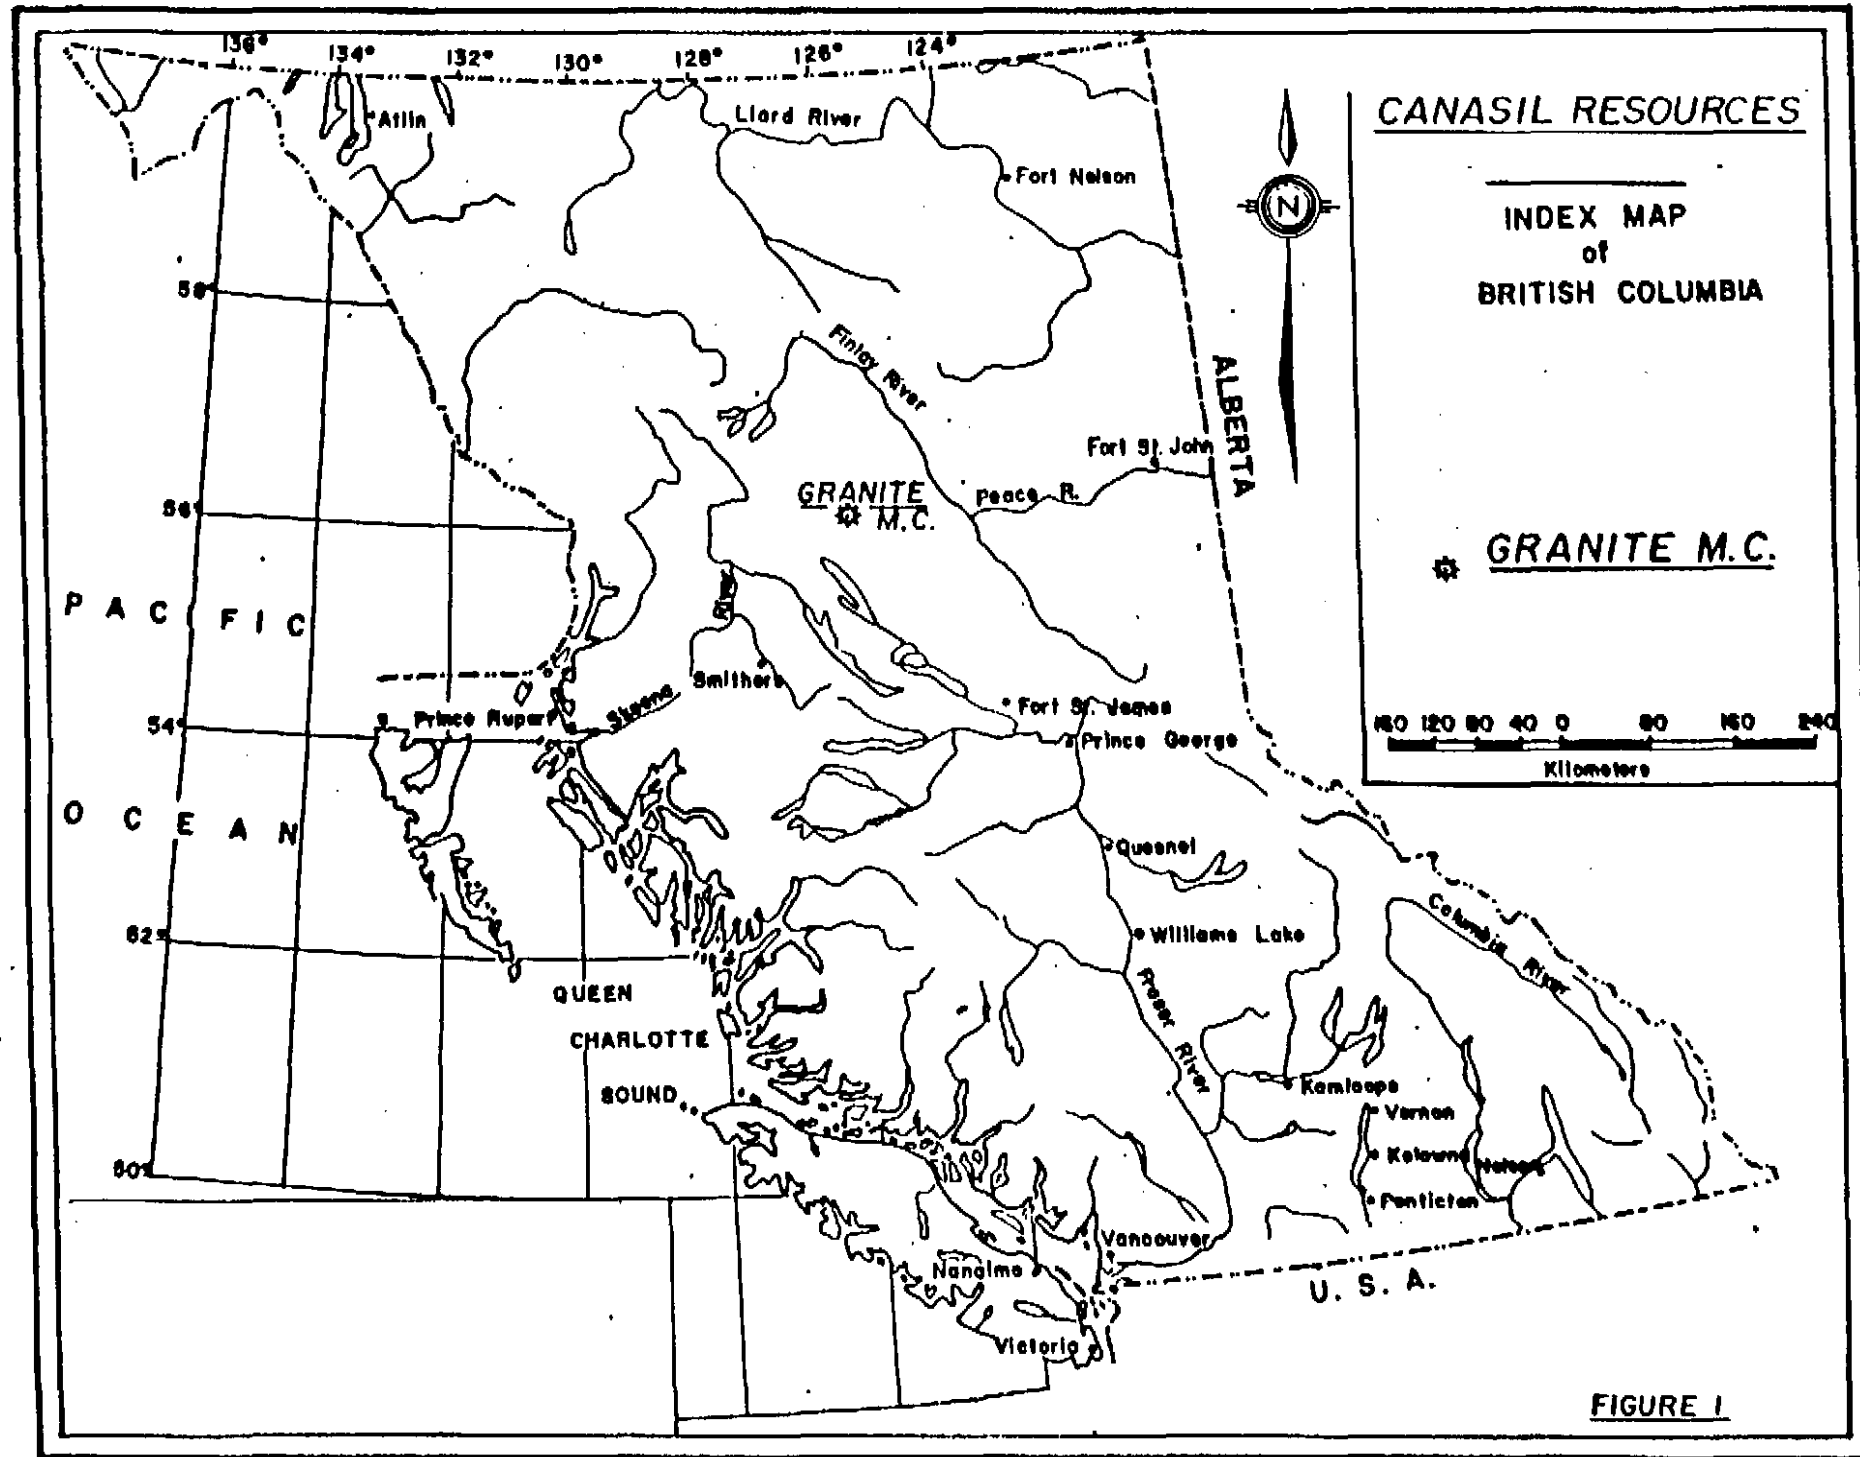 136° 134° 132° 130° 128° 126° 124°
CANASIL RESOURCES
INDEX MAP
of
BRITISH COLUMBIA
GRANITE M.C.
160 120 80 40 0 80 160 240
Kilometers
N
Atlin
Liard River
Fort Nelson
58°
Finlay River
ALBERTA
Fort St. John
Peace R.
GRANITE
M.C.
56°
PACIFIC
OCEAN
River
Smithers
Skeena
54°
Prince Rupert
Fort St. James
Prince George
Quesnel
Columbia River
52°
Williams Lake
QUEEN
CHARLOTTE
SOUND
Fraser River
Kamloops
Vernon
Kelowna
Nelson
50°
Penticton
Vancouver
Nanaimo
U. S. A.
Victoria
FIGURE 1